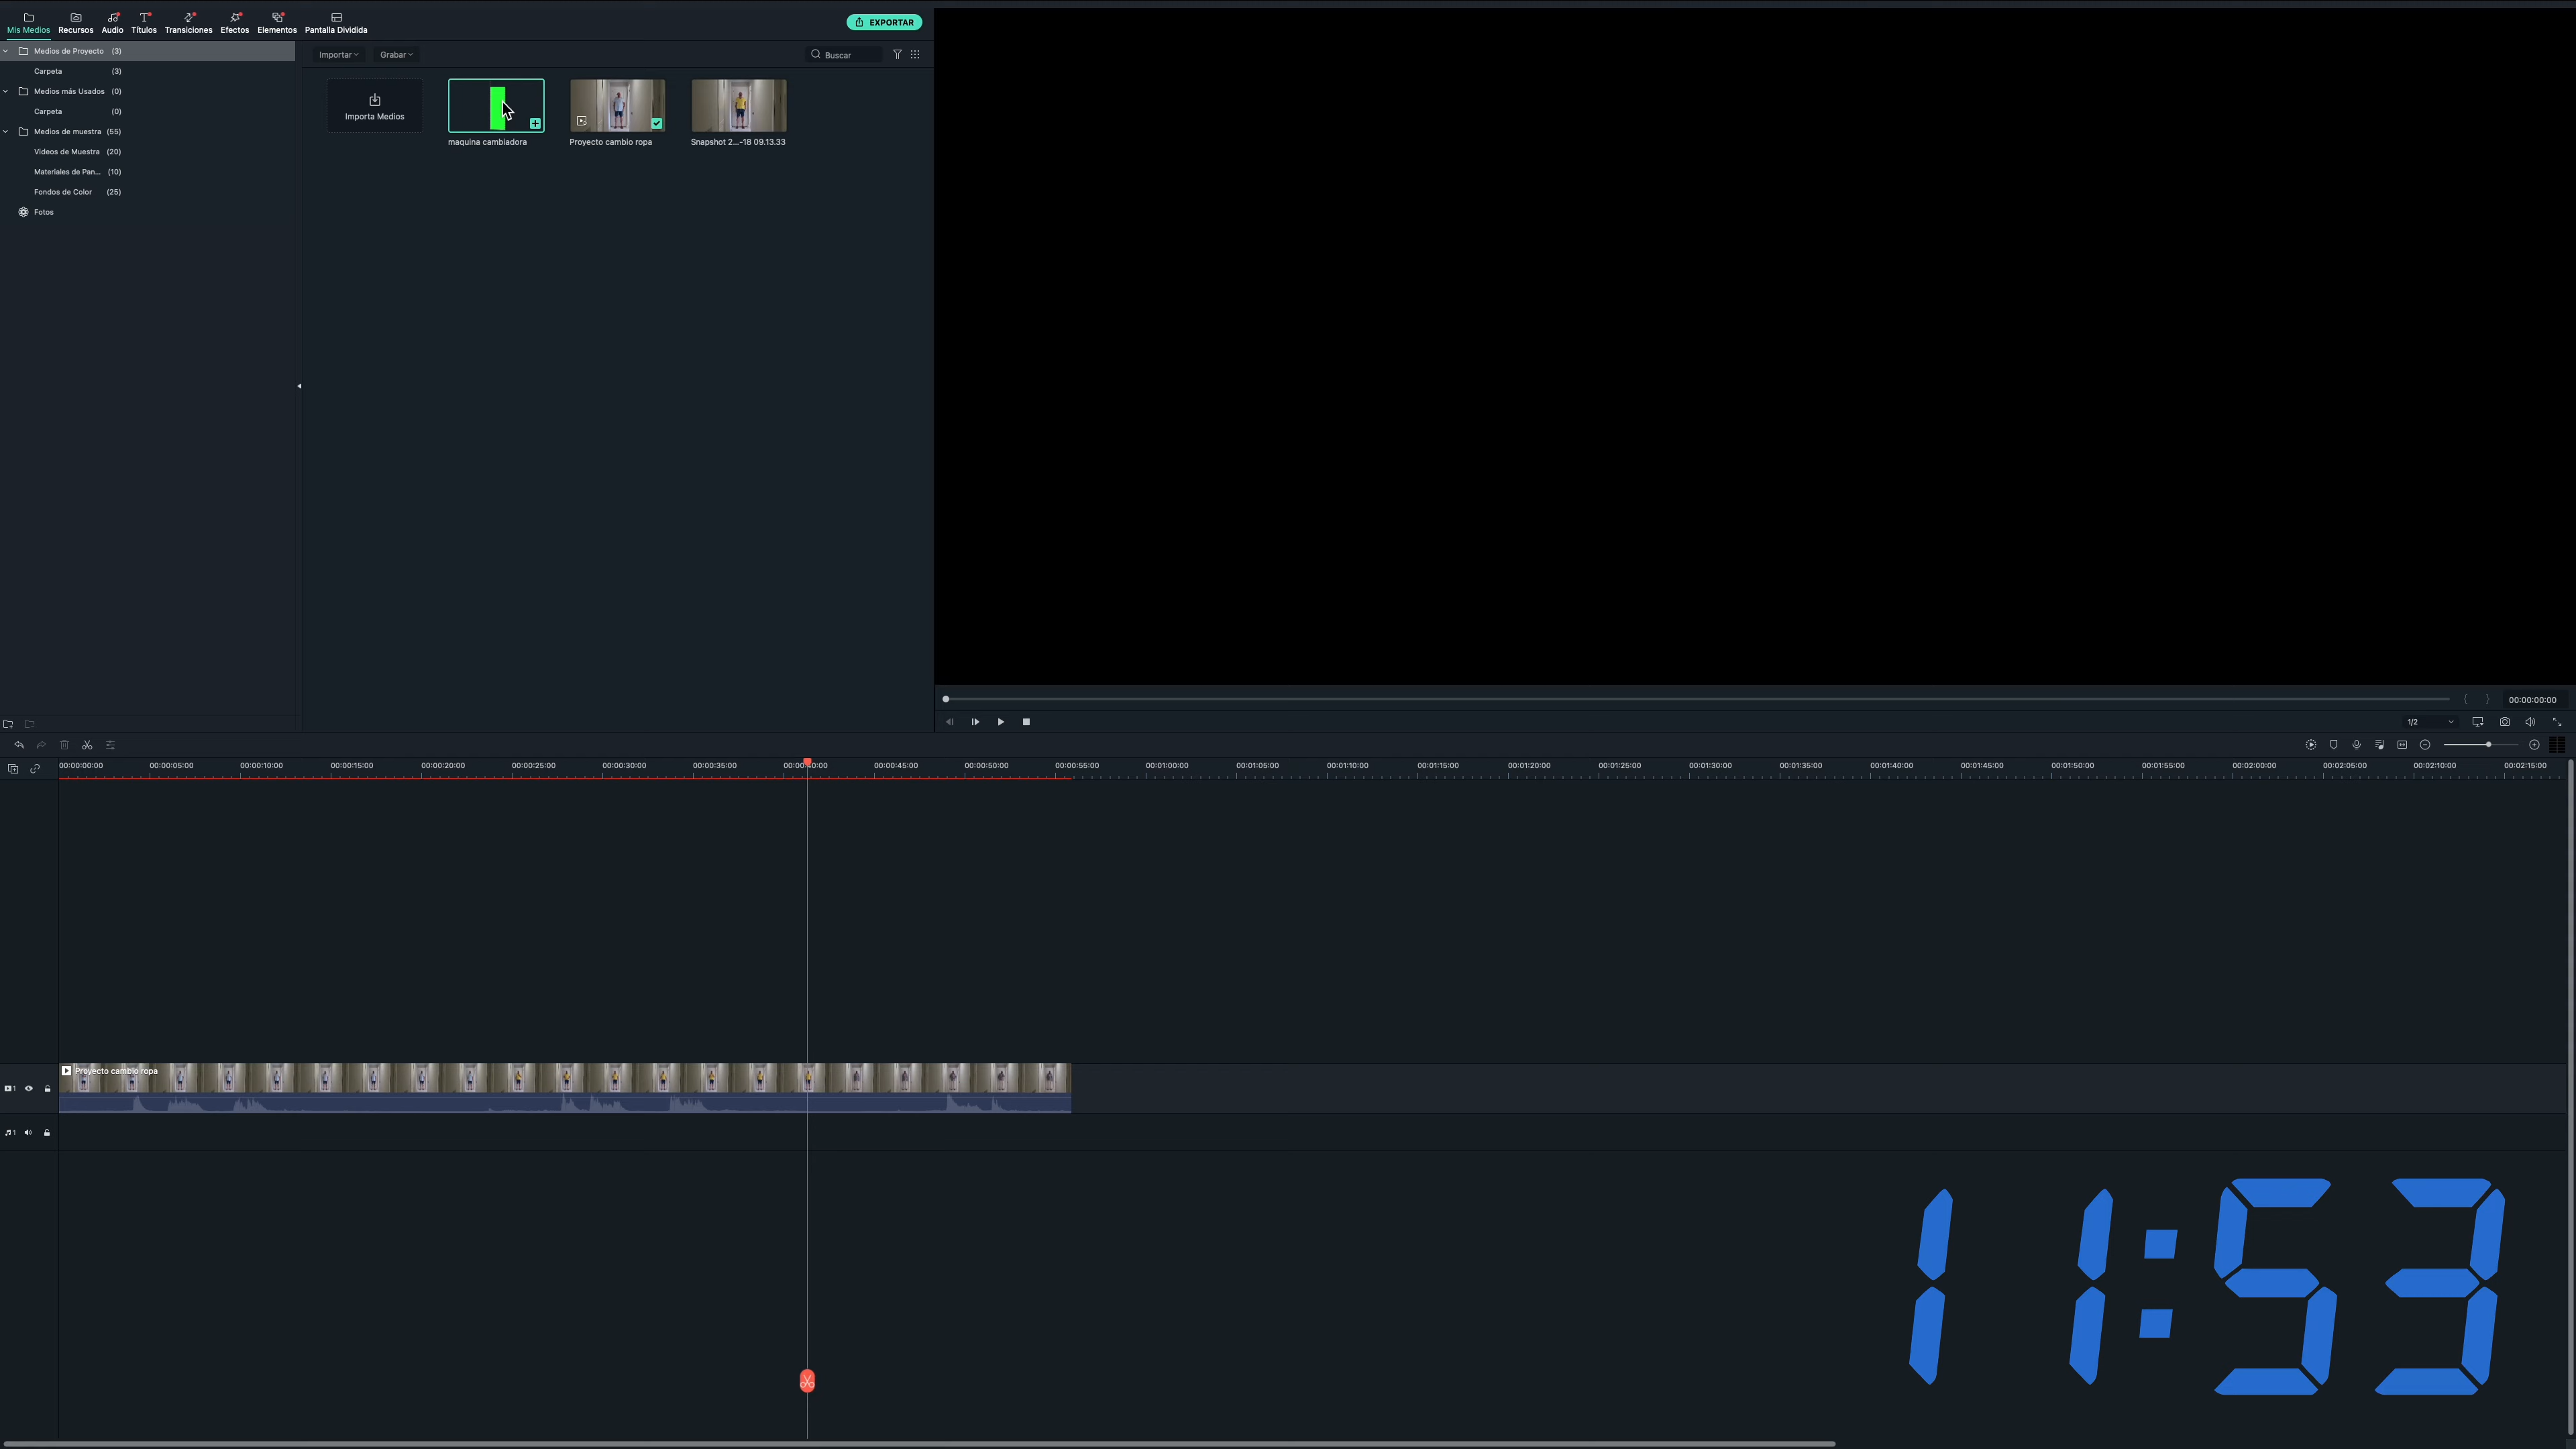 Mis Medios Recursos Audio Títulos Transiciones Efectos Elementos Pantalla Dividida
EXPORTAR
Medios de Proyecto (3)
Carpeta (3)
Medios más Usados (0)
Carpeta (0)
Medios de muestra (55)
Videos de Muestra (20)
Materiales de Pan... (10)
Fondos de Color (25)
Fotos
Importar Grabar Buscar
Importa Medios
maquina cambiadora Proyecto cambio ropa Snapshot 2...-18 09.13.33
00:00:00:00
1/2
00:00:00:00 00:00:05:00 00:00:10:00 00:00:15:00 00:00:20:00 00:00:25:00 00:00:30:00 00:00:35:00 00:00:40:00 00:00:45:00 00:00:50:00 00:00:55:00 00:01:00:00 00:01:05:00 00:01:10:00 00:01:15:00 00:01:20:00 00:01:25:00 00:01:30:00 00:01:35:00 00:01:40:00 00:01:45:00 00:01:50:00 00:01:55:00 00:02:00:00 00:02:05:00 00:02:10:00 00:02:15:00
Proyecto cambio ropa
1
1
11:53